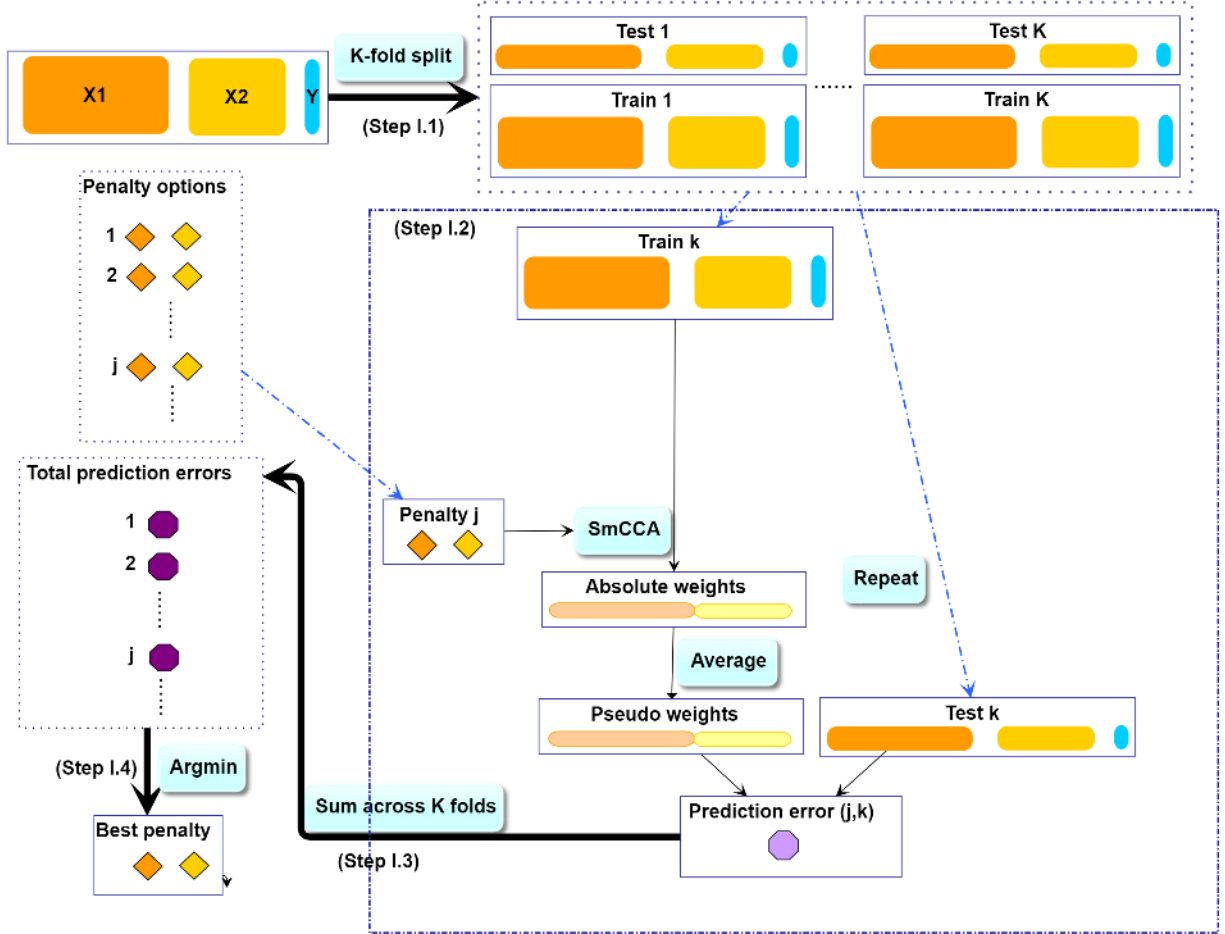 K-fold split
(Step I.1)
X1
X2
Y
Test 1
Test K
Train 1
......
Train K
Penalty options
1
2
j
(Step I.2)
Train k
Total prediction errors
1
2
j
Penalty j
SmCCA
Absolute weights
Repeat
Average
Pseudo weights
Test k
(Step I.4)
Argmin
Best penalty
Sum across K folds
(Step I.3)
Prediction error (j,k)